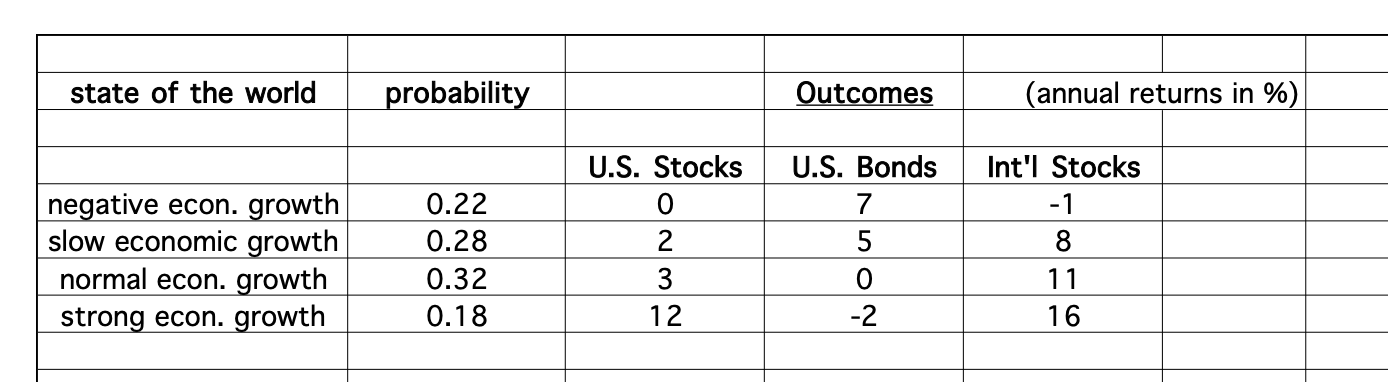 state of the world probability Outcomes (annual returns in %)
U.S. Stocks U.S. Bonds Int'l Stocks
negative econ. growth 0.22 0 7 -1
slow economic growth 0.28 2 5 8
normal econ. growth 0.32 3 0 11
strong econ. growth 0.18 12 -2 16